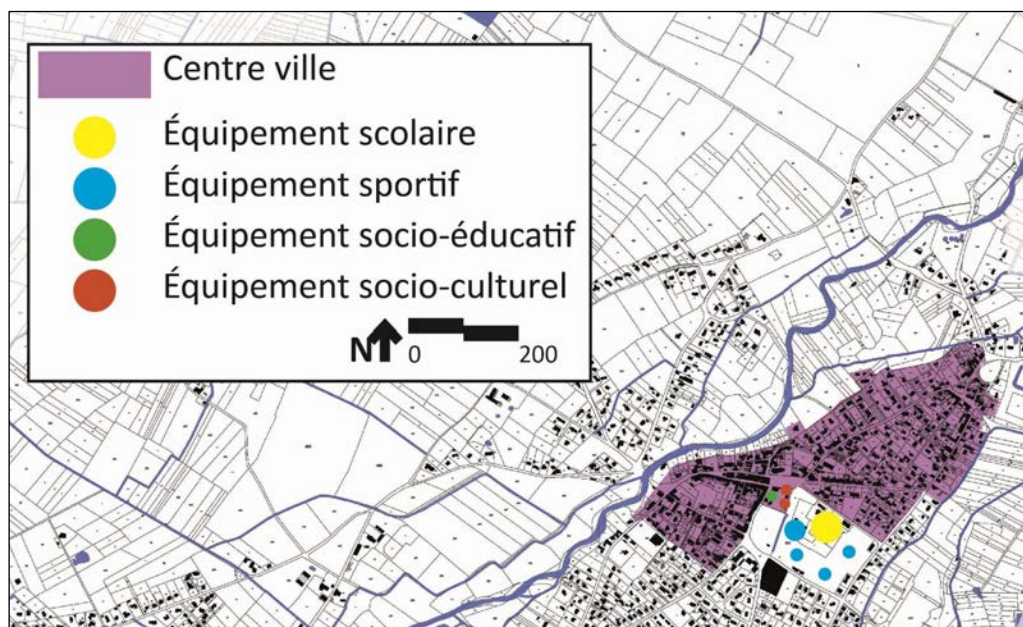 Centre ville
Équipement scolaire
Équipement sportif
Équipement socio-éducatif
Équipement socio-culturel
N
0 200